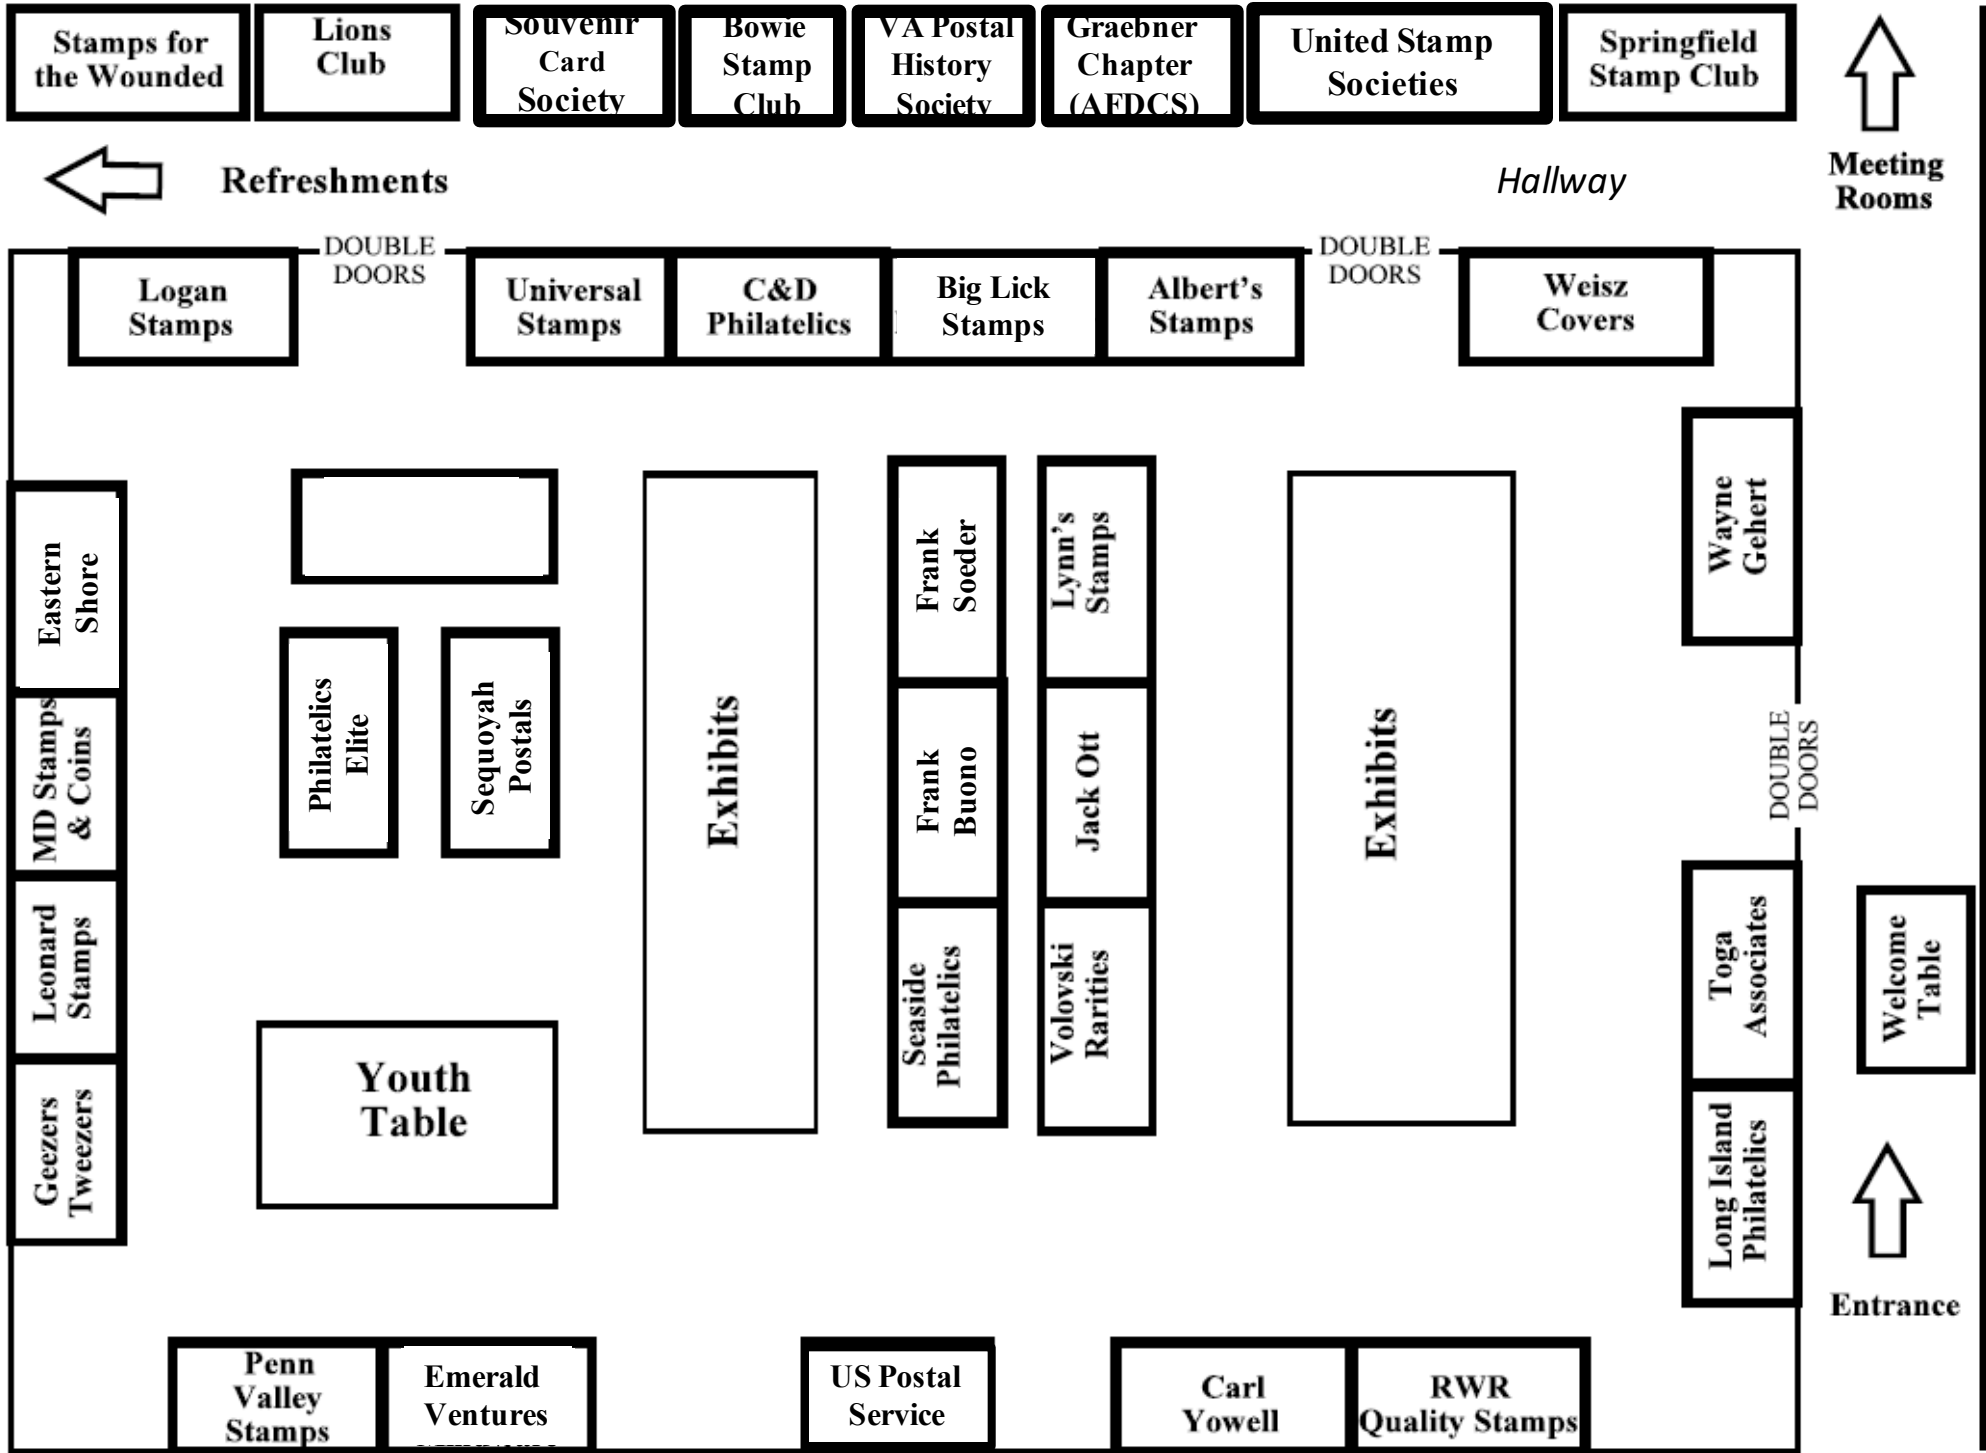 Stamps for
the Wounded
Lions
Club
Souvenir
Card
Society
Bowie
Stamp
Club
VA Postal
History
Society
Graebner
Chapter
(AFDCS)
United Stamp
Societies
Springfield
Stamp Club
Refreshments
Hallway
Meeting
Rooms
DOUBLE
DOORS
DOUBLE
DOORS
Logan
Stamps
Universal
Stamps
C&D
Philatelics
Big Lick
Stamps
Albert's
Stamps
Weisz
Covers
Eastern
Shore
MD Stamps
& Coins
Leonard
Stamps
Geezers
Tweezers
Philatelics
Elite
Sequoyah
Postals
Youth
Table
Exhibits
Frank
Soeder
Frank
Buono
Seaside
Philatelics
Lynn's
Stamps
Jack Ott
Volovski
Rarities
Exhibits
Wayne
Gehert
DOUBLE
DOORS
Toga
Associates
Long Island
Philatelics
Welcome
Table
Entrance
Penn
Valley
Stamps
Emerald
Ventures
US Postal
Service
Carl
Yowell
RWR
Quality Stamps